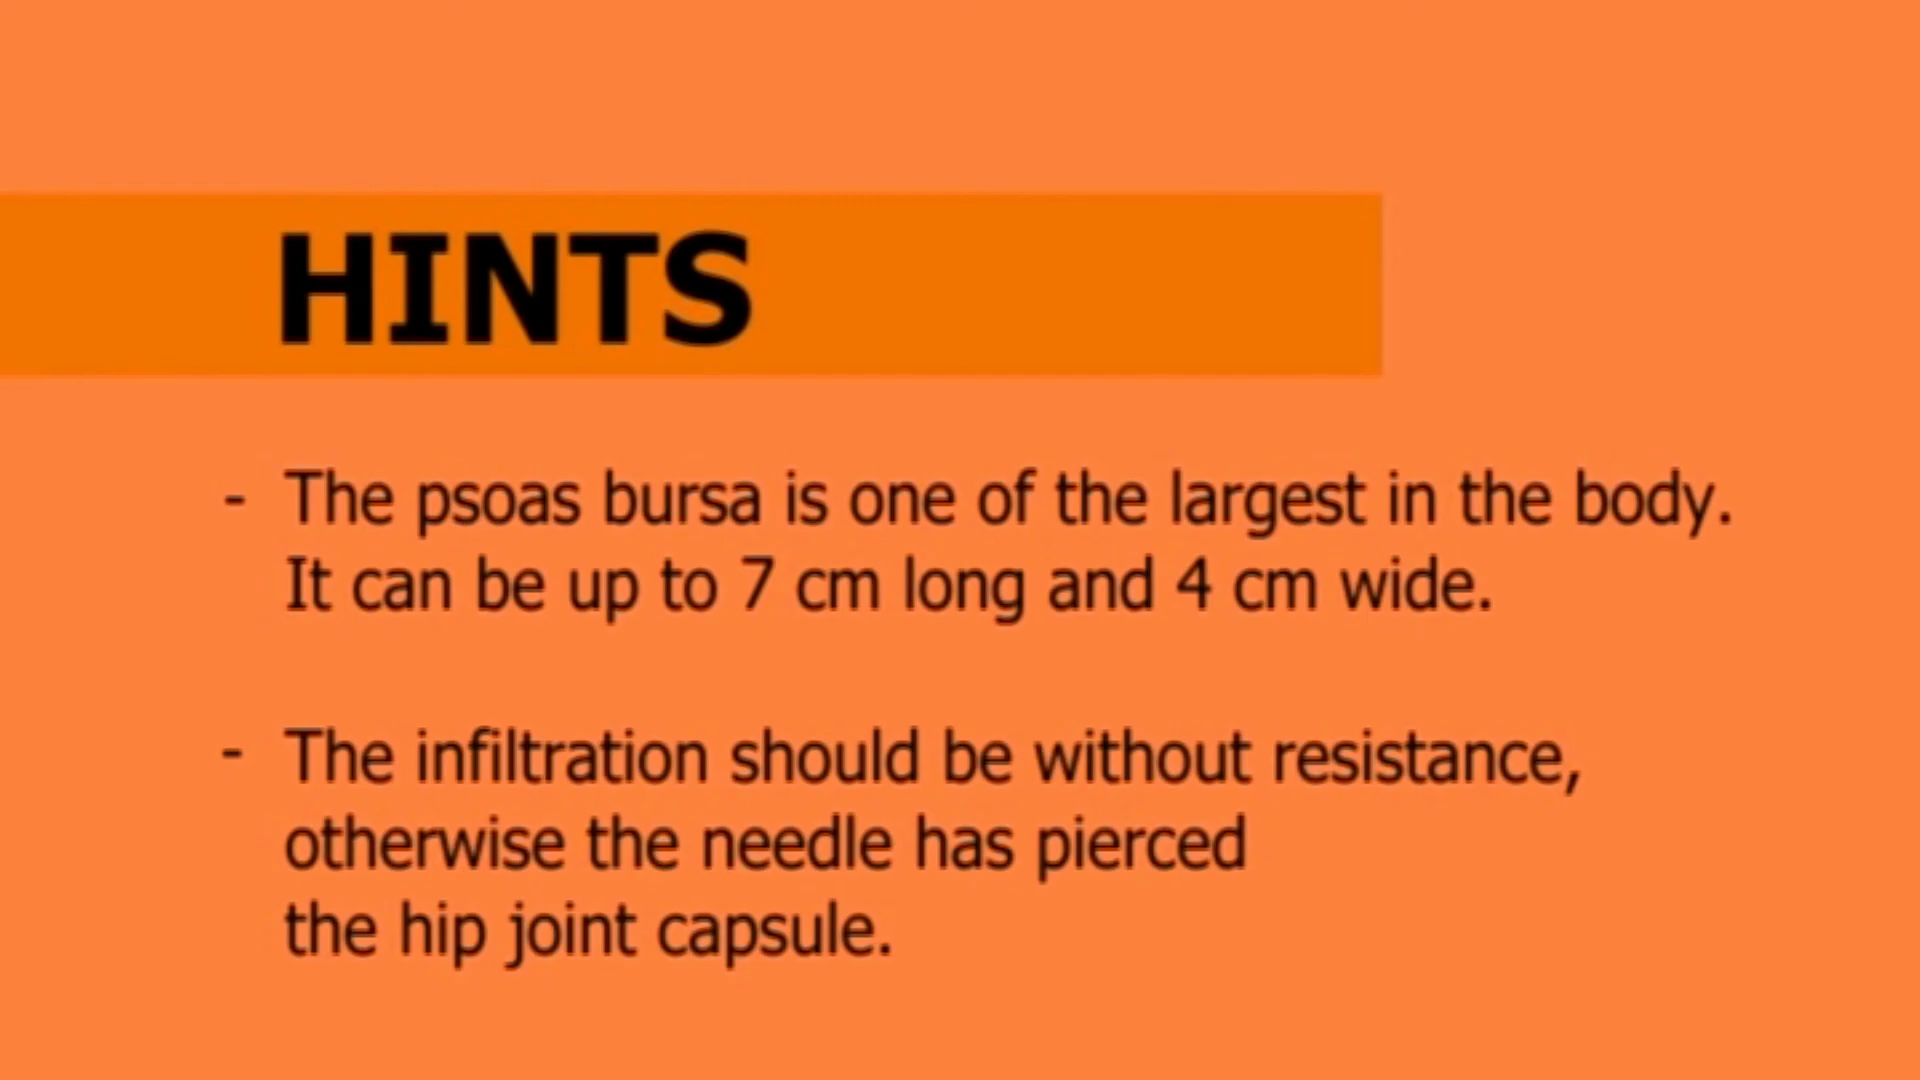 HINTS
- The psoas bursa is one of the largest in the body.
It can be up to 7 cm long and 4 cm wide.
- The infiltration should be without resistance,
otherwise the needle has pierced
the hip joint capsule.